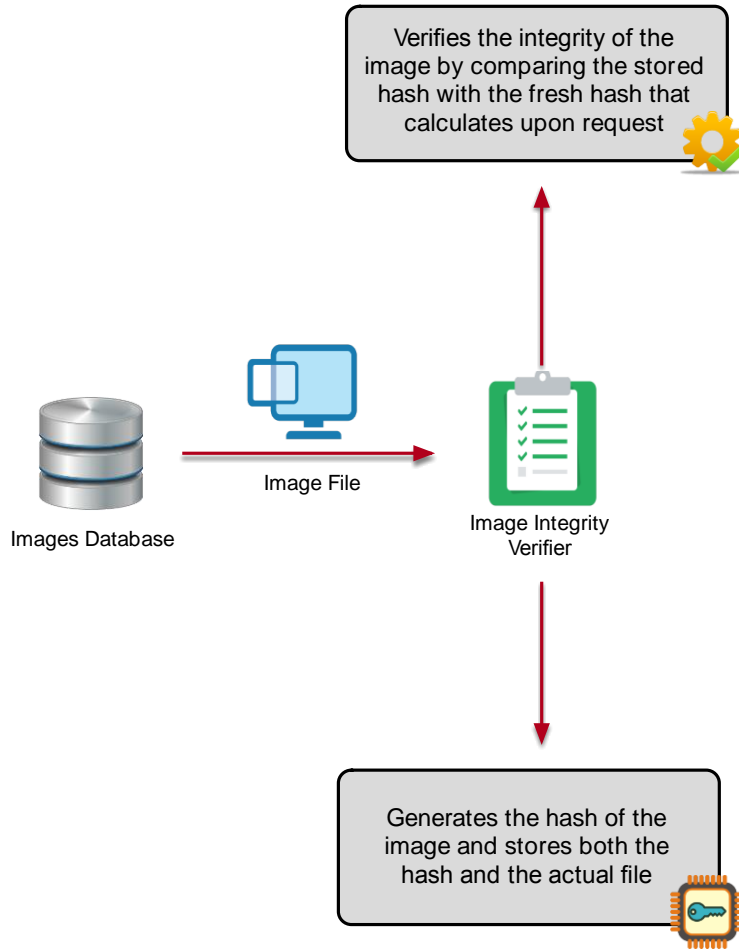 Verifies the integrity of the
image by comparing the stored
hash with the fresh hash that
calculates upon request
Image File
Images Database
Image Integrity
Verifier
Generates the hash of the
image and stores both the
hash and the actual file